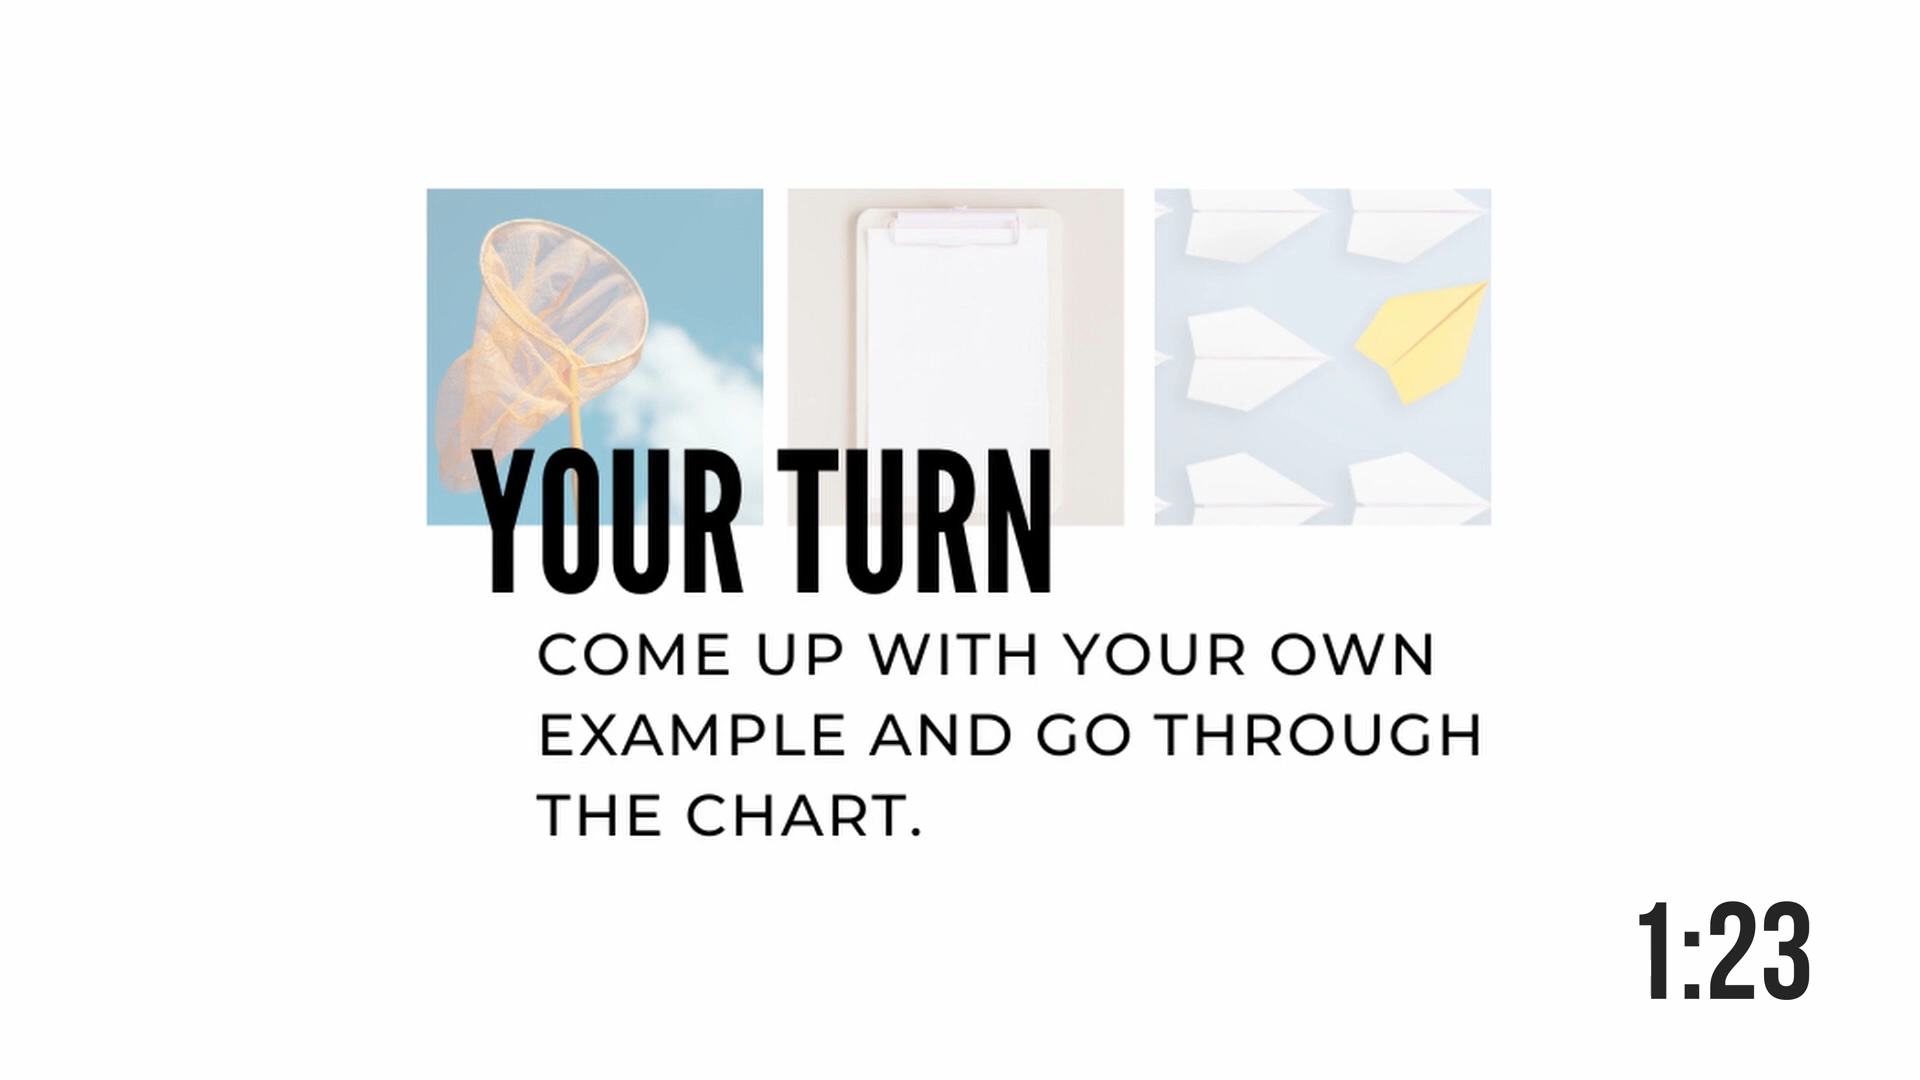 YOUR TURN
COME UP WITH YOUR OWN
EXAMPLE AND GO THROUGH
THE CHART.
1:23